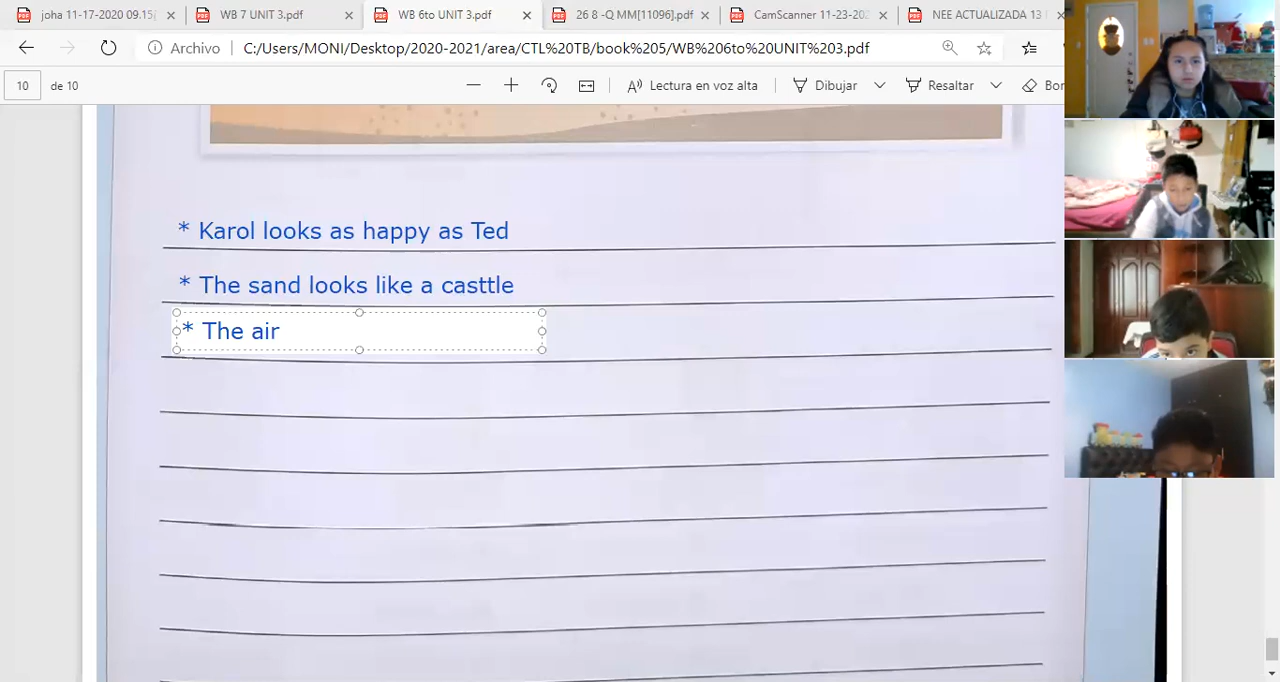 joha 11-17-2020 09.15(
WB 7 UNIT 3.pdf
WB 6to UNIT 3.pdf
26 8 -Q MM[11096].pdf
CamScanner 11-23-202
NEE ACTUALIZADA 13
Archivo
C:/Users/MONI/Desktop/2020-2021/area/CTL%20TB/book%205/WB%206to%20UNIT%203.pdf
10 de 10
Lectura en voz alta
Dibujar
Resaltar
Bor
* Karol looks as happy as Ted
* The sand looks like a casttle
* The air